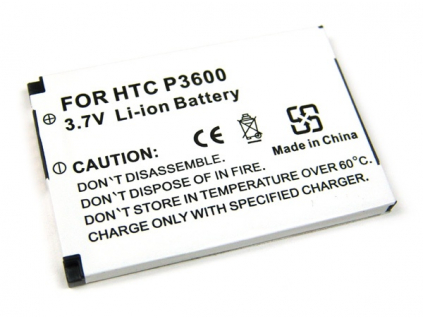 FOR HTC P3600
3.7V Li-ion Battery
CE
Made in China
CAUTION:
DON`T DISASSEMBLE.
DON`T DISPOSE OF IN FIRE.
DON`T STORE IN TEMPERATURE OVER 60°C.
CHARGE ONLY WITH SPECIFIED CHARGER.